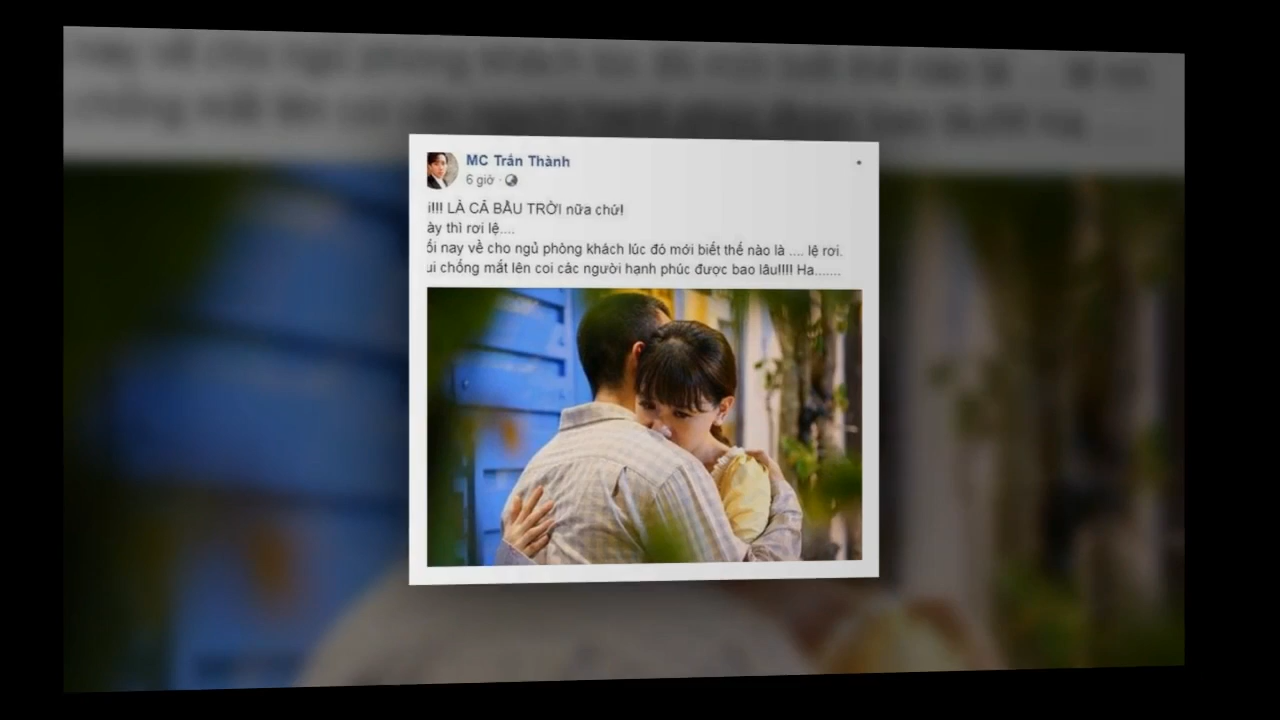 MC Trấn Thành
6 giờ ·
i!!! LÀ CẢ BẦU TRỜI nữa chứ!
ày thì rơi lệ....
ối nay về cho ngủ phòng khách lúc đó mới biết thế nào là .... lệ rơi.
ui chống mắt lên coi các người hạnh phúc được bao lâu!!!! Ha.......